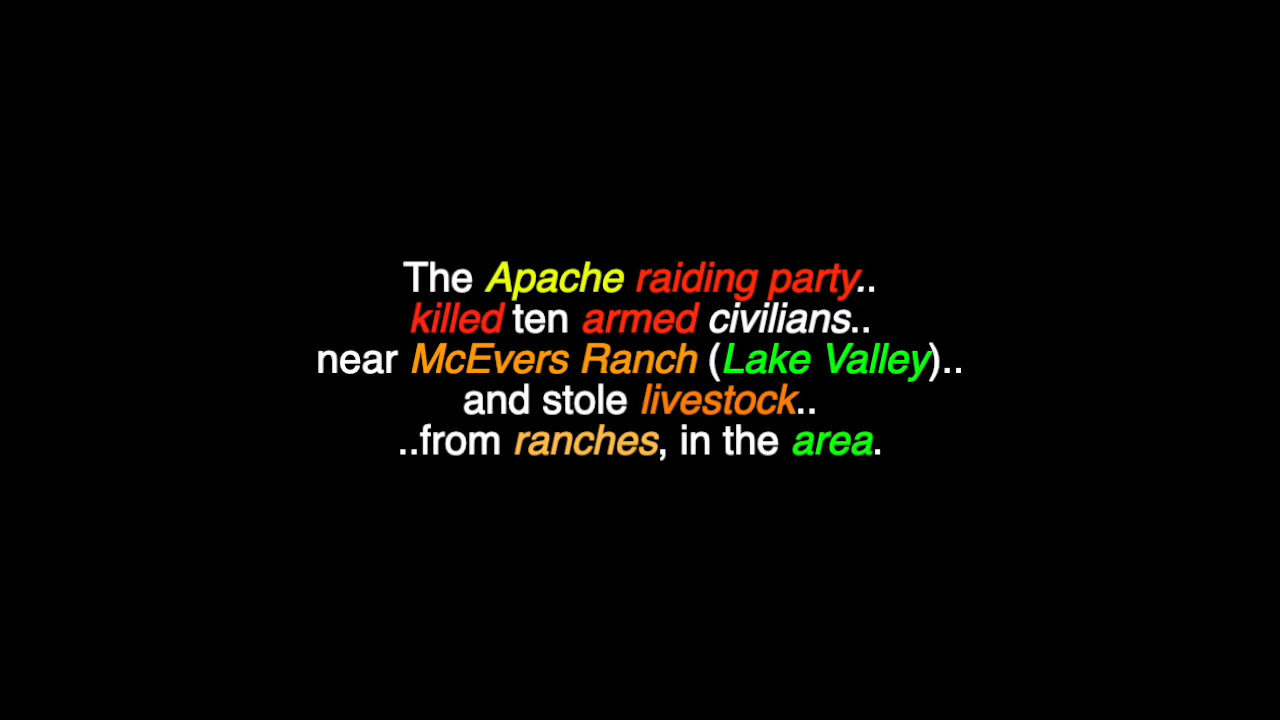 The Apache raiding party..
killed ten armed civilians..
near McEvers Ranch (Lake Valley)..
and stole livestock..
..from ranches, in the area.